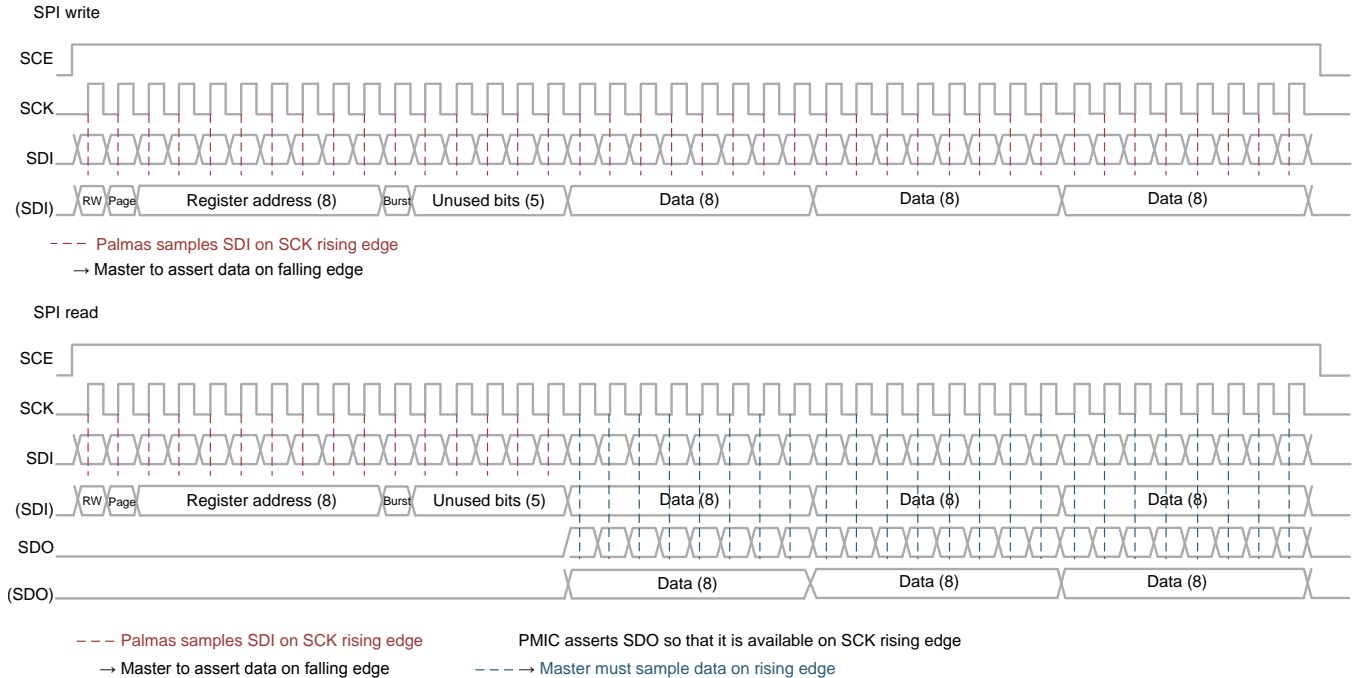 SPI write
SCE
SCK
SDI
(SDI) RW Page Register address (8) Burst Unused bits (5) Data (8) Data (8) Data (8)
--- Palmas samples SDI on SCK rising edge
→ Master to assert data on falling edge
SPI read
SCE
SCK
SDI
(SDI) RW Page Register address (8) Burst Unused bits (5) Data (8) Data (8) Data (8)
SDO
(SDO) Data (8) Data (8) Data (8)
--- Palmas samples SDI on SCK rising edge PMIC asserts SDO so that it is available on SCK rising edge
→ Master to assert data on falling edge ---→ Master must sample data on rising edge